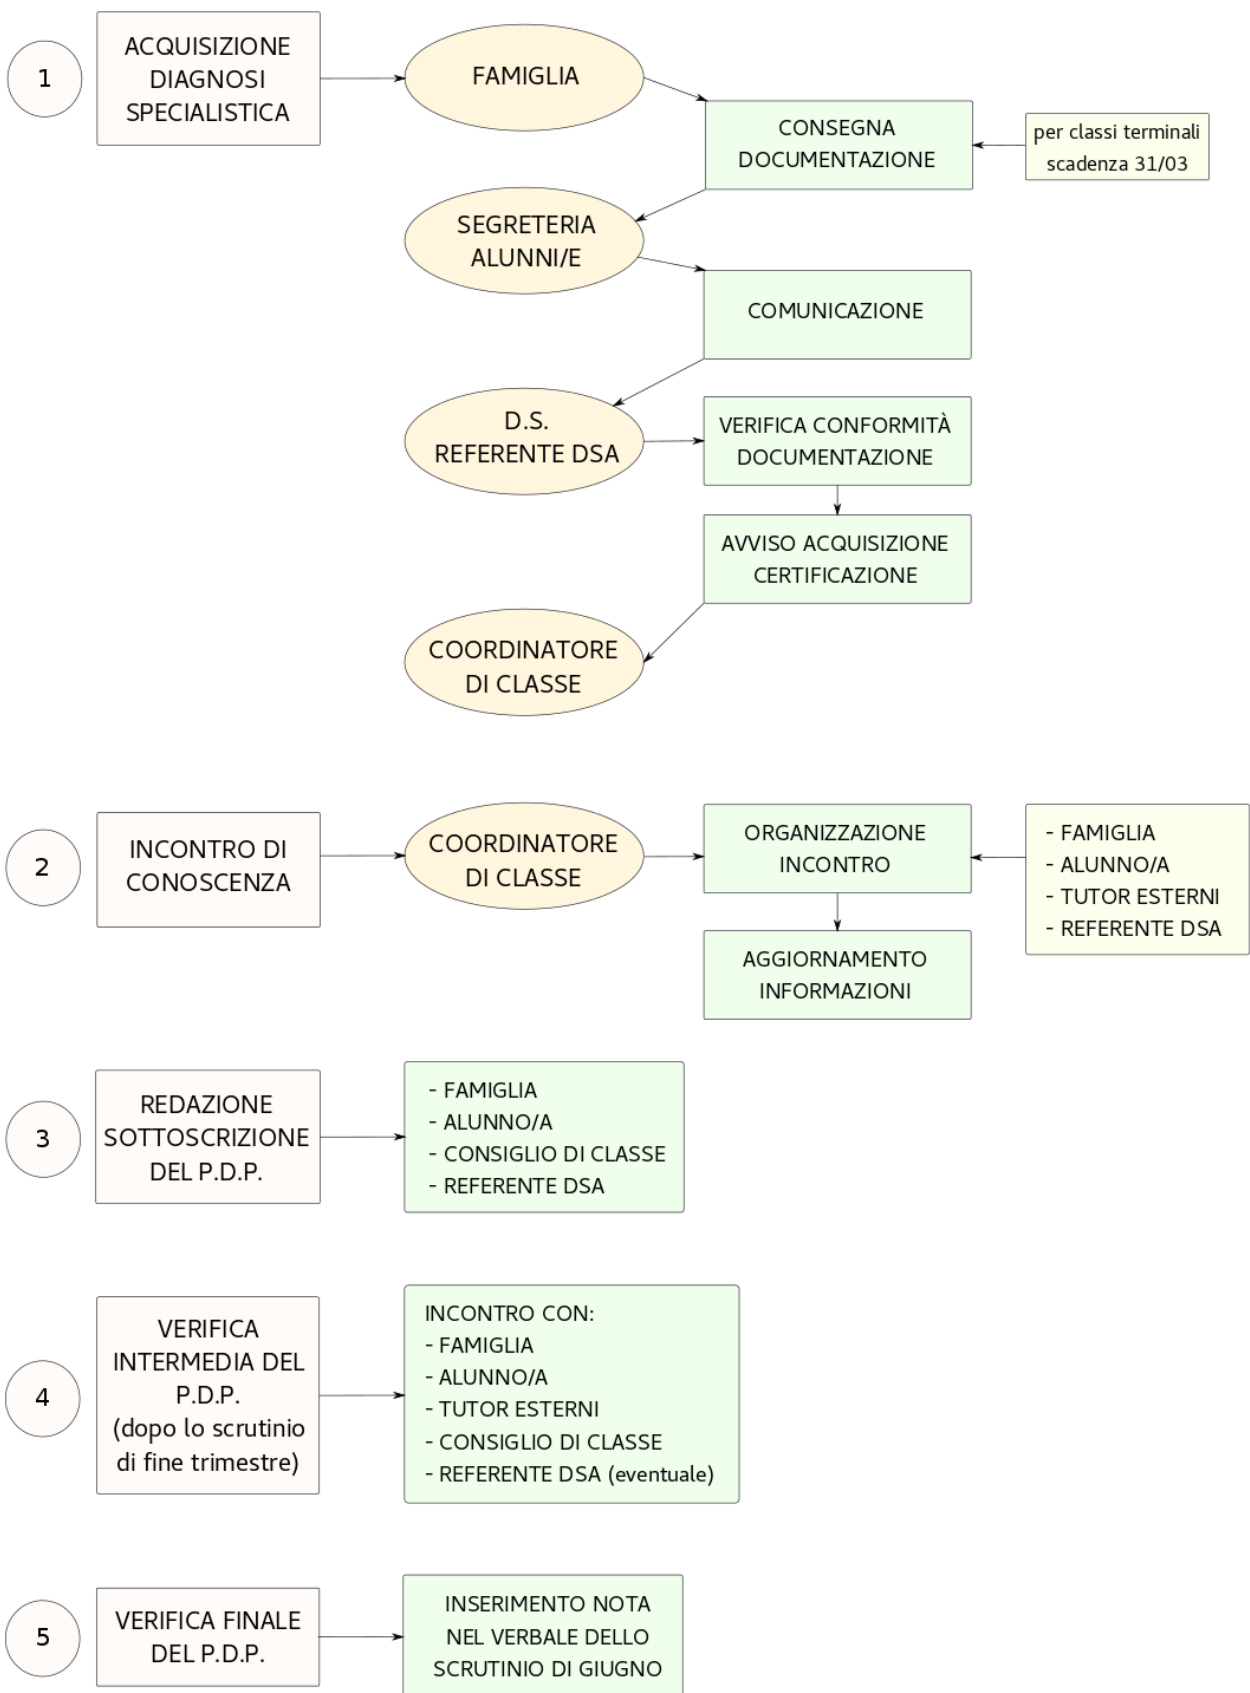 1
ACQUISIZIONE
DIAGNOSI
SPECIALISTICA
FAMIGLIA
CONSEGNA
DOCUMENTAZIONE
per classi terminali
scadenza 31/03
SEGRETERIA
ALUNNI/E
COMUNICAZIONE
D.S.
REFERENTE DSA
VERIFICA CONFORMITÀ
DOCUMENTAZIONE
AVVISO ACQUISIZIONE
CERTIFICAZIONE
COORDINATORE
DI CLASSE
2
INCONTRO DI
CONOSCENZA
COORDINATORE
DI CLASSE
ORGANIZZAZIONE
INCONTRO
- FAMIGLIA
- ALUNNO/A
- TUTOR ESTERNI
- REFERENTE DSA
AGGIORNAMENTO
INFORMAZIONI
3
REDAZIONE
SOTTOSCRIZIONE
DEL P.D.P.
- FAMIGLIA
- ALUNNO/A
- CONSIGLIO DI CLASSE
- REFERENTE DSA
4
VERIFICA
INTERMEDIA DEL
P.D.P.
(dopo lo scrutinio
di fine trimestre)
INCONTRO CON:
- FAMIGLIA
- ALUNNO/A
- TUTOR ESTERNI
- CONSIGLIO DI CLASSE
- REFERENTE DSA (eventuale)
5
VERIFICA FINALE
DEL P.D.P.
INSERIMENTO NOTA
NEL VERBALE DELLO
SCRUTINIO DI GIUGNO